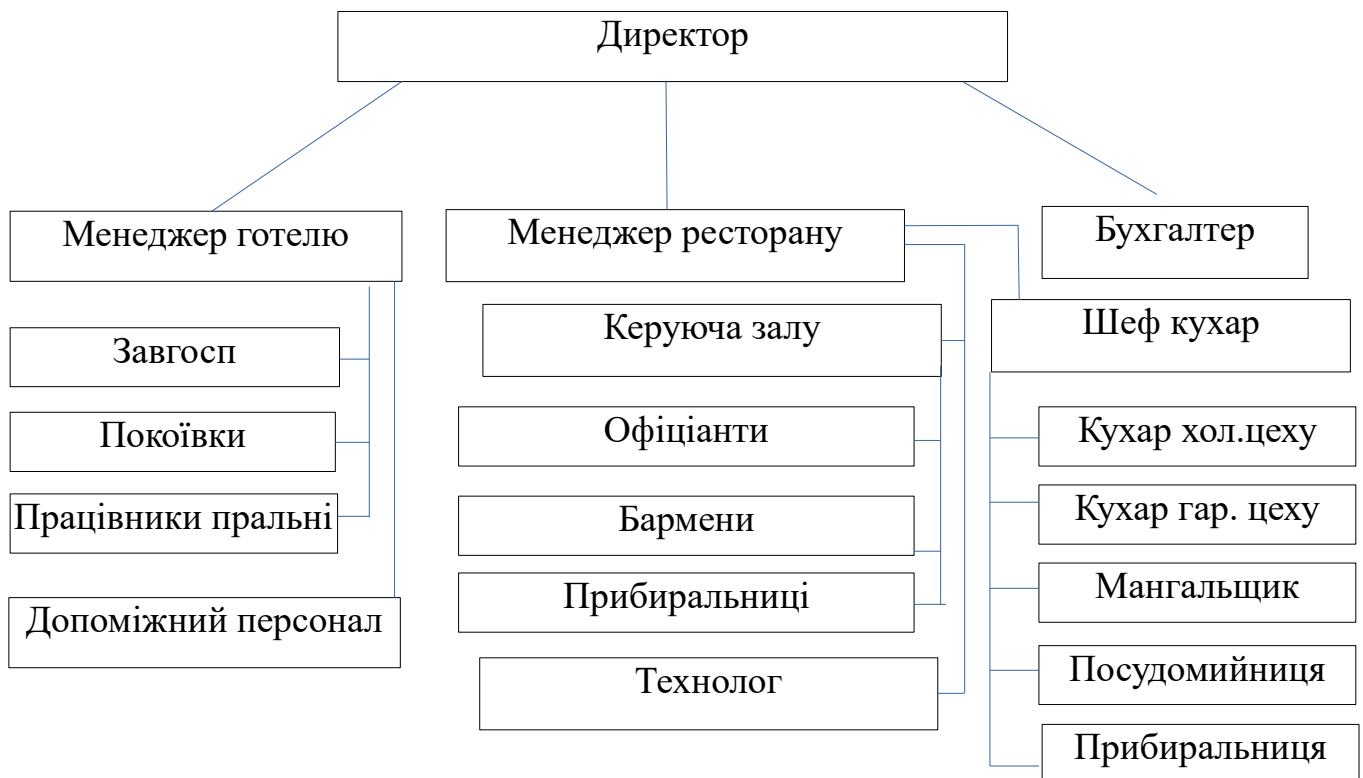 Директор
Менеджер готелю
Менеджер ресторану
Бухгалтер
Завгосп
Керуюча залу
Шеф кухар
Покоївки
Офіціанти
Кухар хол.цеху
Працівники пральні
Бармени
Кухар гар. цеху
Допоміжний персонал
Прибиральниці
Мангальщик
Технолог
Посудомийниця
Прибиральниця